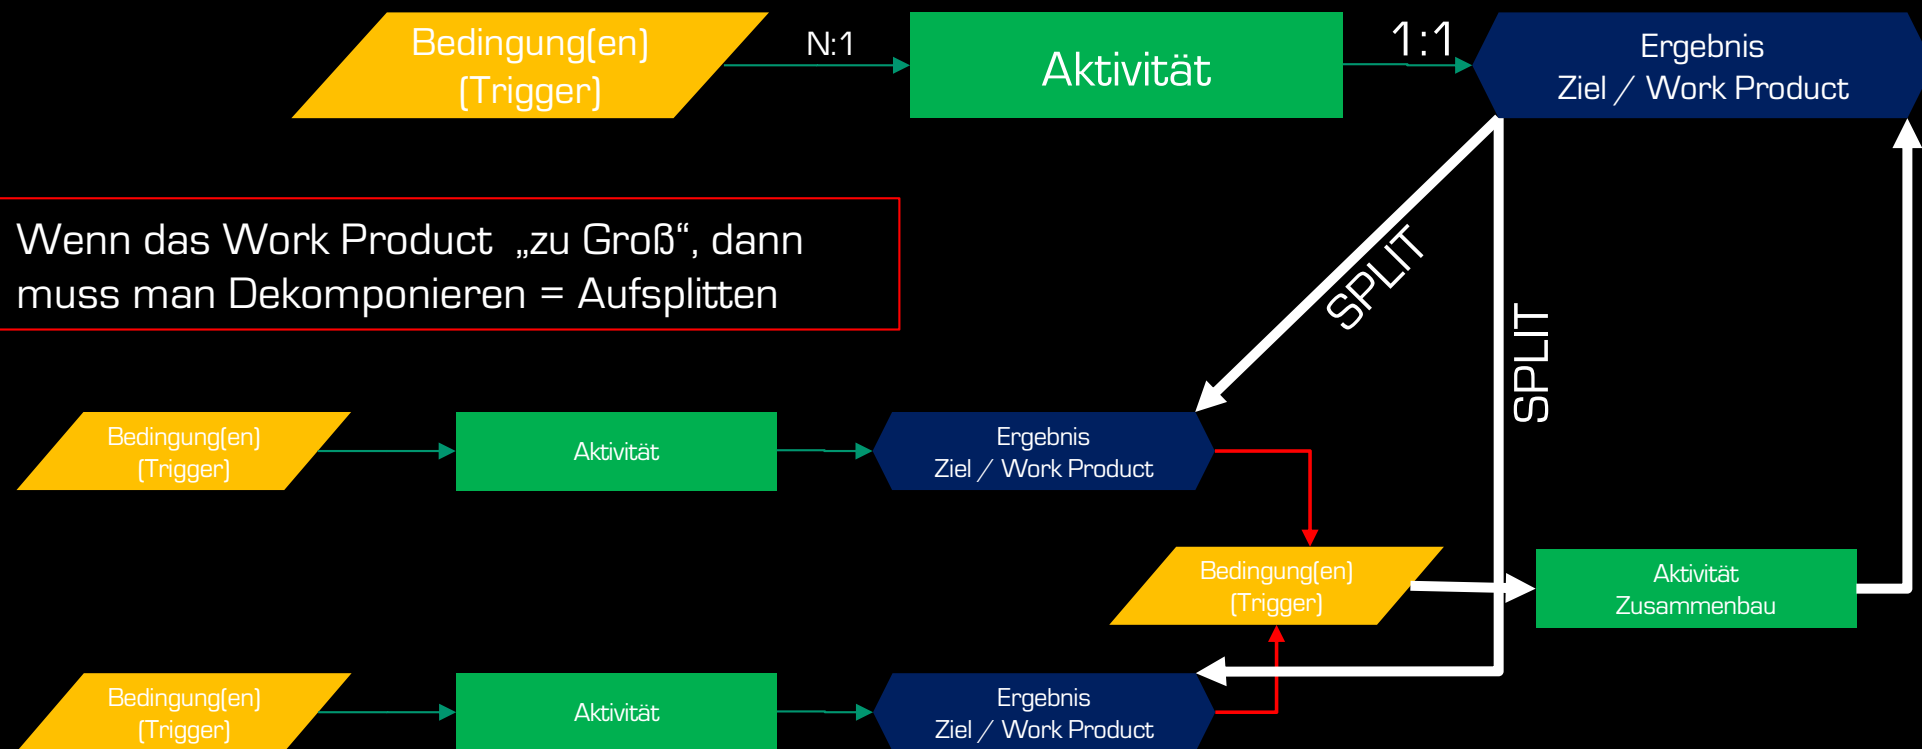 Bedingung(en)
(Trigger)
N:1
Aktivität
1:1
Ergebnis
Ziel / Work Product
Wenn das Work Product „zu Groß“, dann
muss man Dekomponieren = Aufsplitten
SPLIT
SPLIT
Bedingung(en)
(Trigger)
Aktivität
Ergebnis
Ziel / Work Product
Bedingung(en)
(Trigger)
Aktivität
Zusammenbau
Bedingung(en)
(Trigger)
Aktivität
Ergebnis
Ziel / Work Product